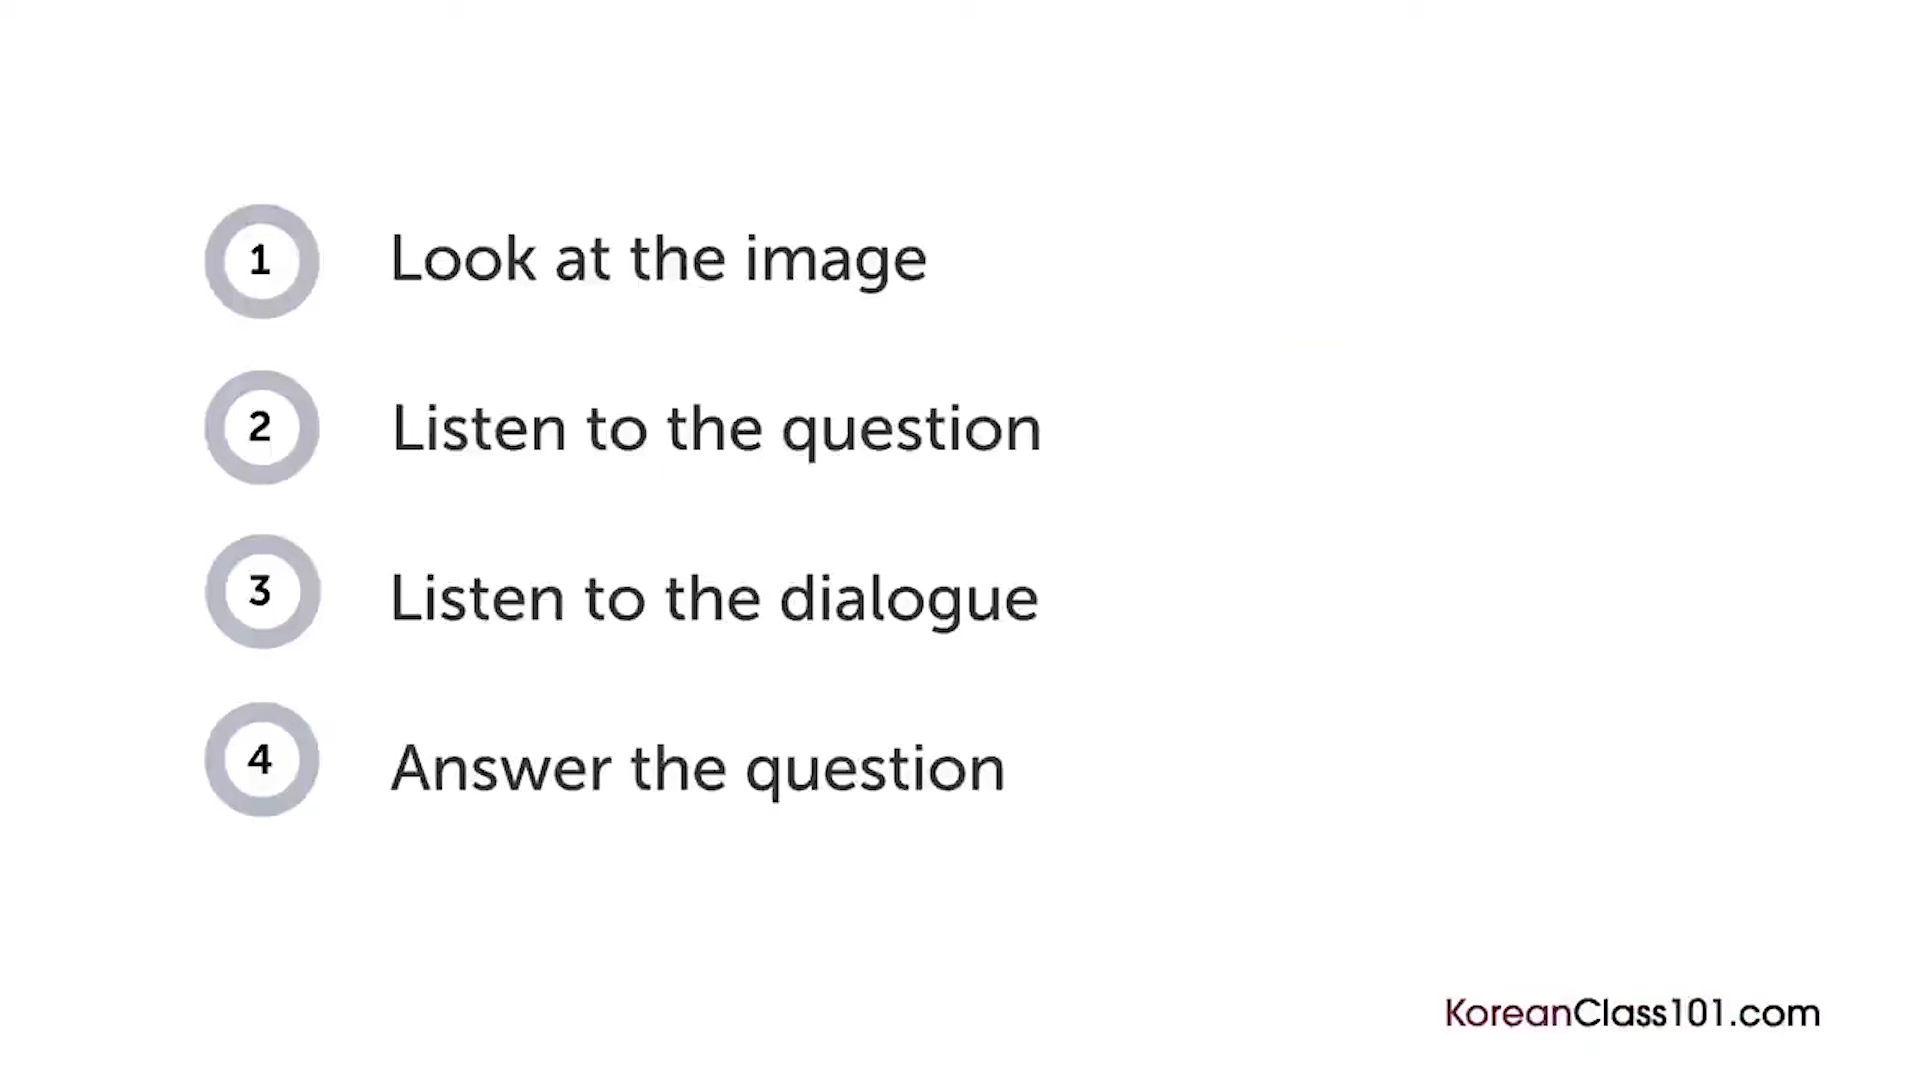 1 Look at the image
2 Listen to the question
3 Listen to the dialogue
4 Answer the question
KoreanClass101.com